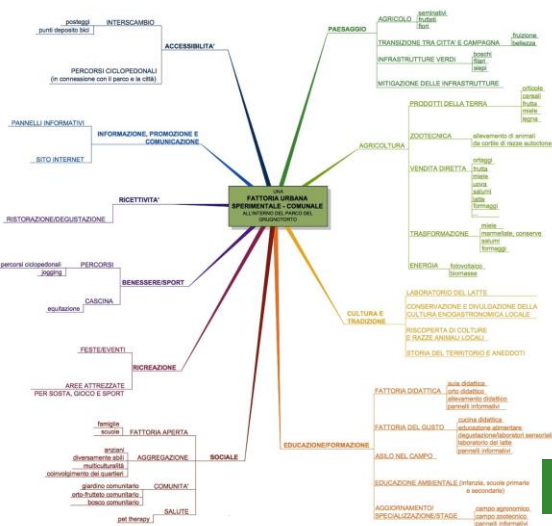 UNA
FATTORIA URBANA
SPERIMENTALE - COMUNALE
ALL'INTERNO DEL PARCO DEL
GRUGNOTORTO
ACCESSIBILITA'
INTERSCAMBIO
posteggi
punti deposito bici
PERCORSI CICLOPEDONALI
(in connessione con il parco e la città)
INFORMAZIONE, PROMOZIONE E
COMUNICAZIONE
PANNELLI INFORMATIVI
SITO INTERNET
RICETTIVITA'
RISTORAZIONE/DEGUSTAZIONE
BENESSERE/SPORT
PERCORSI
percorsi ciclopedonali
jogging
CASCINA
equitazione
RICREAZIONE
FESTE/EVENTI
AREE ATTREZZATE
PER SOSTA, GIOCO E SPORT
SOCIALE
FATTORIA APERTA
famiglie
scuole
AGGREGAZIONE
anziani
diversamente abili
multiculturalità
coinvolgimento dei quartieri
COMUNITA'
giardino comunitario
orto-frutteto comunitario
bosco comunitario
SALUTE
pet therapy
PAESAGGIO
AGRICOLO
seminativi
frutteti
fiori
TRANSIZIONE TRA CITTA' E CAMPAGNA
fruizione
bellezza
INFRASTRUTTURE VERDI
boschi
filari
siepi
MITIGAZIONE DELLE INFRASTRUTTURE
AGRICOLTURA
PRODOTTI DELLA TERRA
orticole
cereali
frutta
miele
legna
ZOOTECNICA
allevamento di animali
da cortile di razze autoctone
VENDITA DIRETTA
ortaggi
frutta
miele
uova
salumi
latte
formaggi
...
TRASFORMAZIONE
miele
marmellate, conserve
salumi
formaggi
ENERGIA
fotovoltaico
biomasse
CULTURA E
TRADIZIONE
LABORATORIO DEL LATTE
CONSERVAZIONE E DIVULGAZIONE DELLA
CULTURA ENOGASTRONOMICA LOCALE
RISCOPERTA DI COLTURE
E RAZZE ANIMALI LOCALI
STORIA DEL TERRITORIO E ANEDDOTI
EDUCAZIONE/FORMAZIONE
FATTORIA DIDATTICA
aula didattica
orto didattico
allevamento didattico
pannelli informativi
FATTORIA DEL GUSTO
cucina didattica
educazione alimentare
degustazione/laboratori sensoriali
laboratorio del latte
pannelli informativi
ASILO NEL CAMPO
EDUCAZIONE AMBIENTALE (infanzia, scuole primarie
e secondarie)
AGGIORNAMENTO/
SPECIALIZZAZIONE/STAGE
campo agronomico
campo zootecnico
pannelli informativi